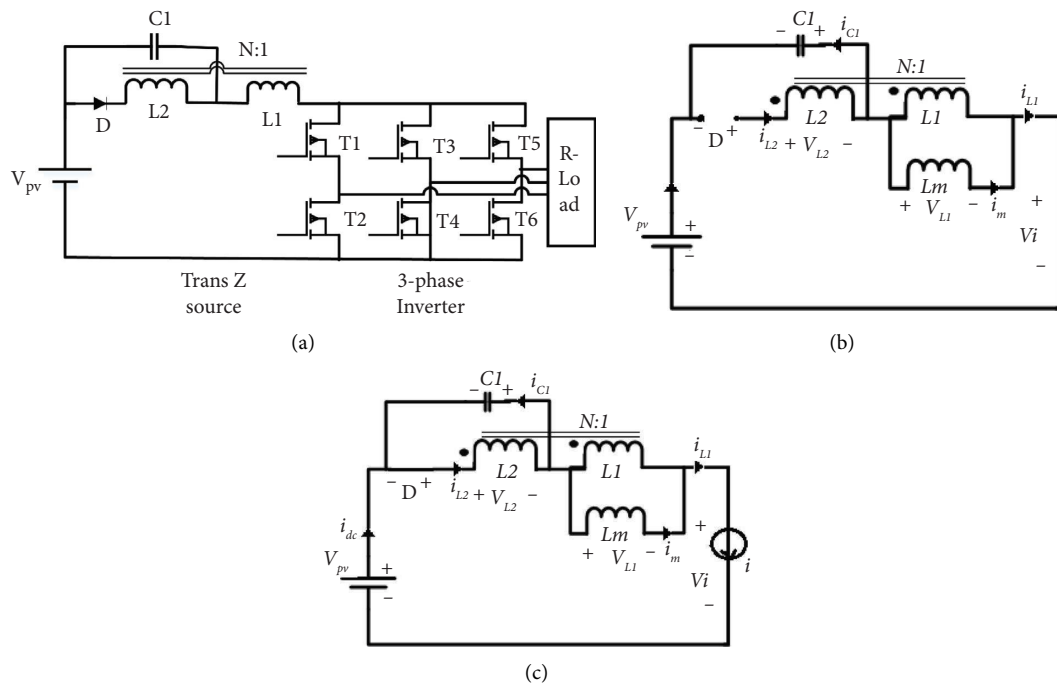 C1
N:1
L2
L1
D
V_pv
T1
T3
T5
T2
T4
T6
R-
Lo
ad
Trans Z
source
3-phase
Inverter
(a)
− C1 +
i_C1
N:1
− D +
i_L2 + V_L2 −
L2
L1
i_L1
Lm
+ V_L1 − i_m
V_pv
+
−
+
Vi
−
(b)
− C1 +
i_C1
N:1
− D +
i_L2 + V_L2 −
L2
L1
i_L1
Lm
+ V_L1 − i_m
i_dc
V_pv
+
−
+
Vi
−
i
(c)